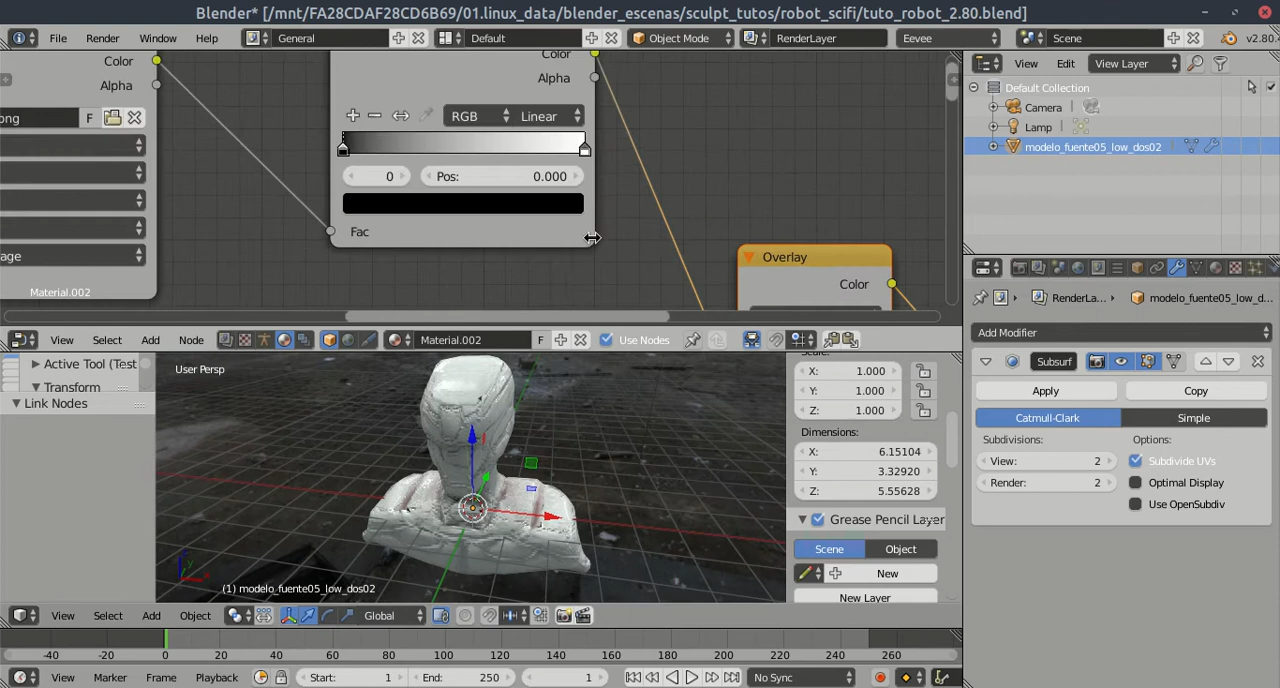 Blender* [/mnt/FA28CDAF28CD6B69/01.linux_data/blender_escenas/sculpt_tutos/robot_scifi/tuto_robot_2.80.blend]
File Render Window Help General Default Object Mode RenderLayer Eevee Scene v2.80.
Color
Alpha
ong F
age
Material.002
Color
Alpha
RGB Linear
0 Pos: 0.000
Fac
Overlay
Color
View Edit View Layer
Default Collection
Camera
Lamp
modelo_fuente05_low_dos02
RenderLa... modelo_fuente05_low_d...
Add Modifier
Subsurf
Apply Copy
Catmull-Clark Simple
Subdivisions: Options:
View: 2 Subdivide UVs
Render: 2 Optimal Display
Use OpenSubdiv
View Select Add Node Material.002 F Use Nodes
Active Tool (Test
Transform
Link Nodes
User Persp
(1) modelo_fuente05_low_dos02
Scale:
X: 1.000
Y: 1.000
Z: 1.000
Dimensions:
X: 6.15104
Y: 3.32920
Z: 5.55628
Grease Pencil Layer
Scene Object
New
New Layer
View Select Add Object Global
-40 -20 0 20 40 60 80 100 120 140 160 180 200 220 240 260
View Marker Frame Playback Start: 1 End: 250 1 No Sync